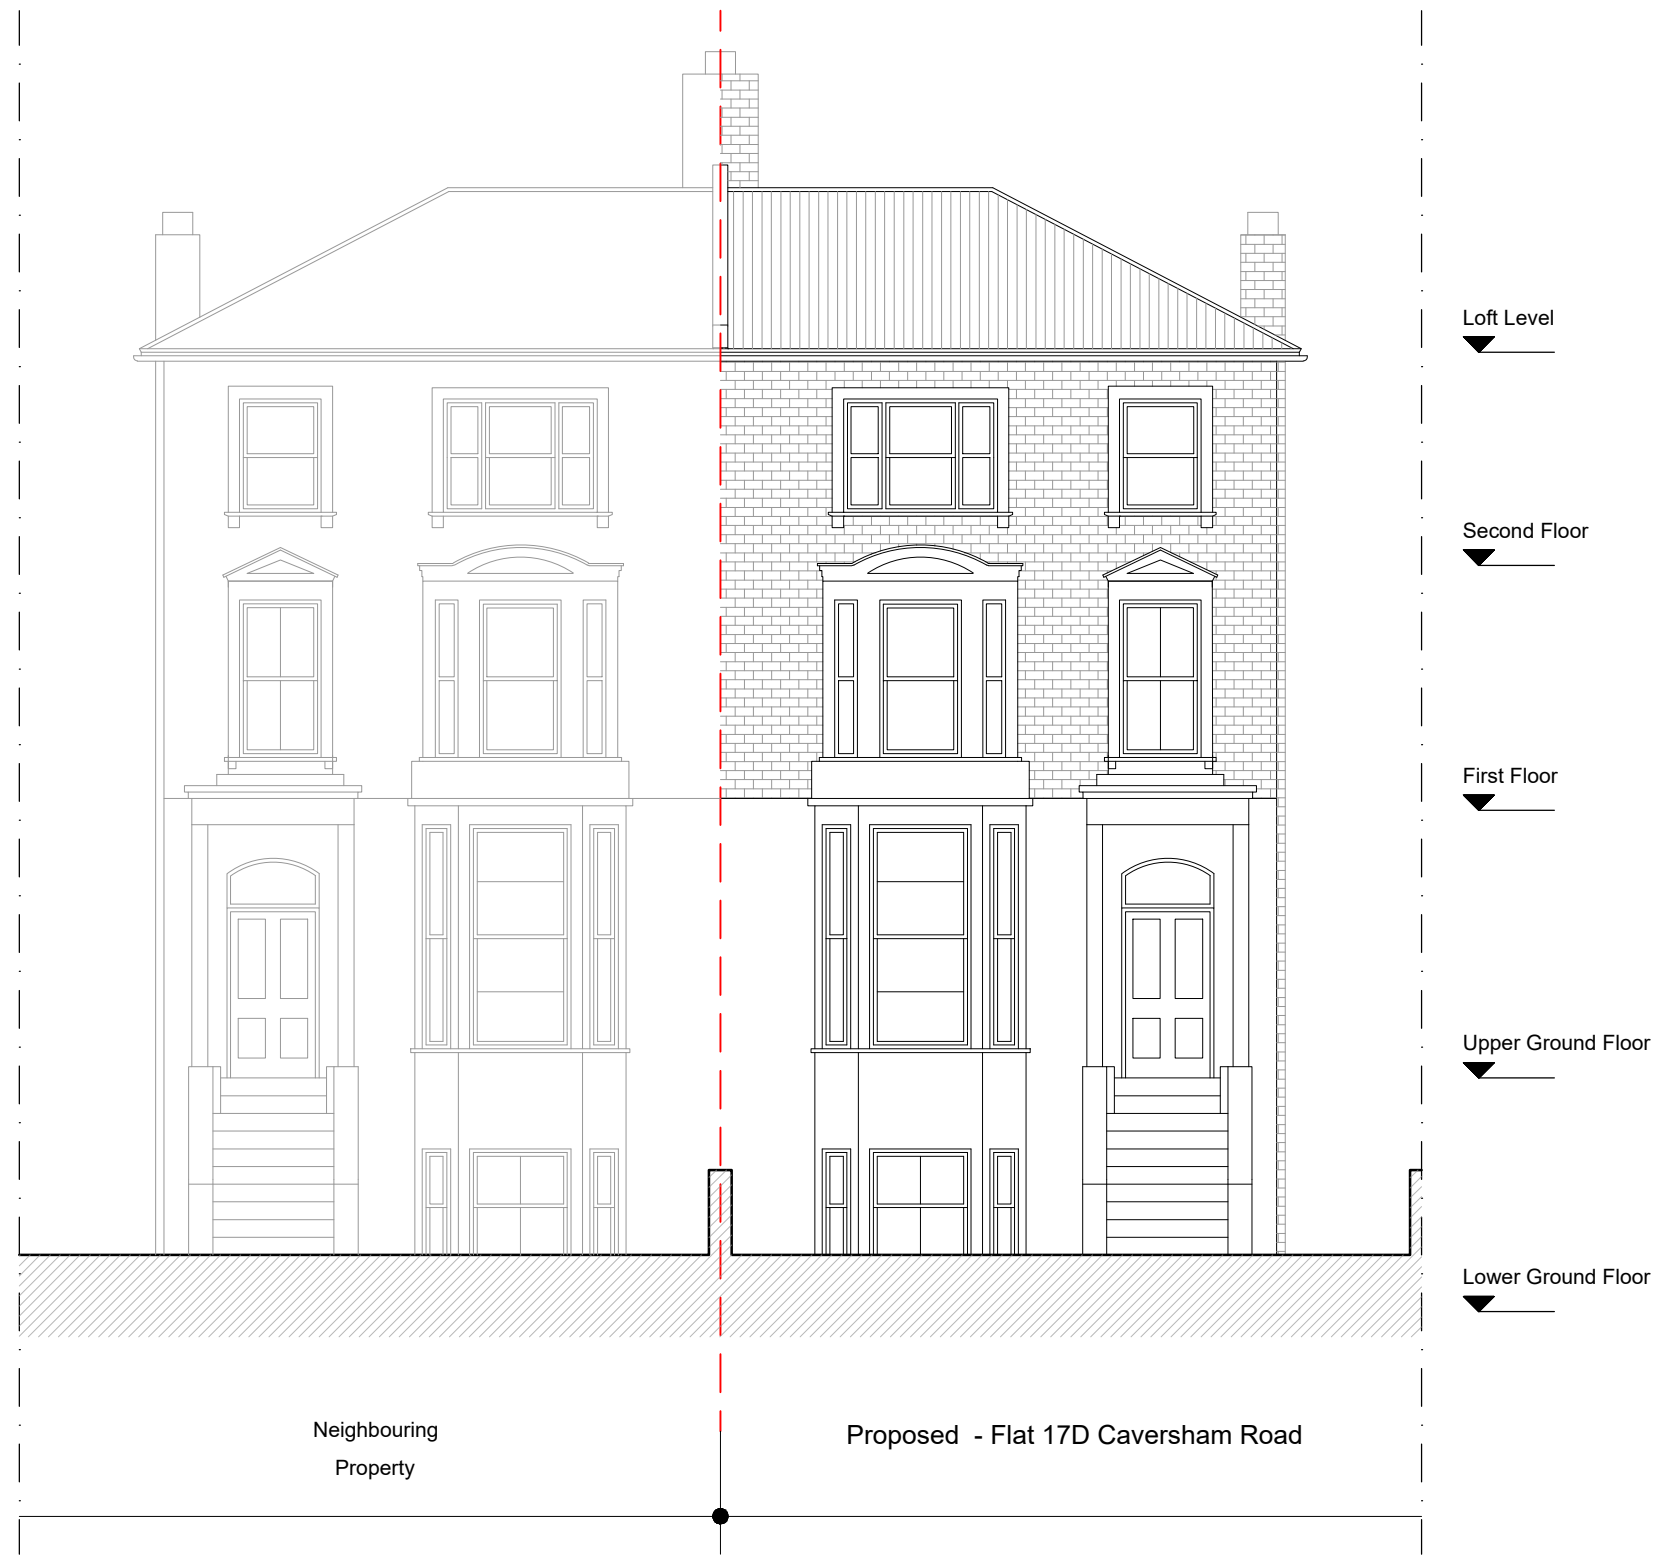 Loft Level
Second Floor
First Floor
Upper Ground Floor
Lower Ground Floor
Neighbouring
Property
Proposed - Flat 17D Caversham Road